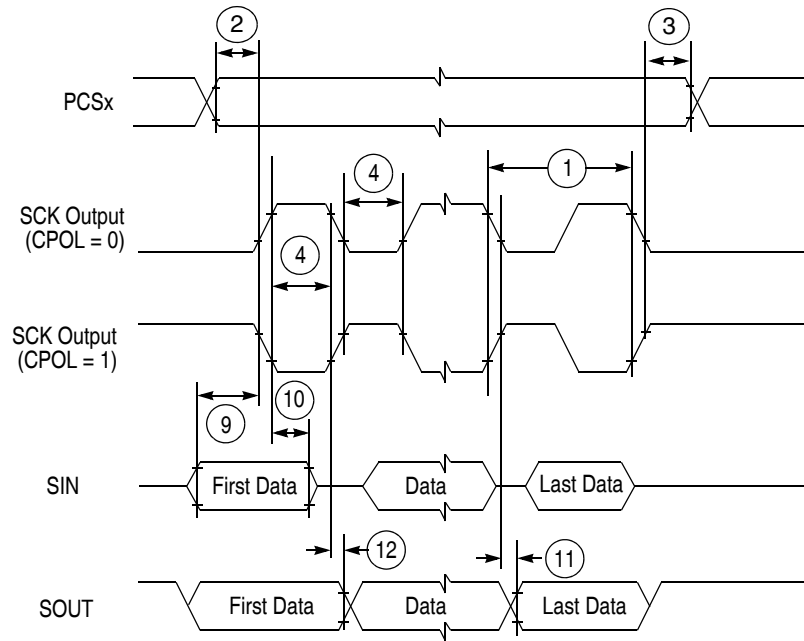 2
3
PCSx
4
1
SCK Output
(CPOL = 0)
4
SCK Output
(CPOL = 1)
9
10
SIN
First Data
Data
Last Data
12
11
SOUT
First Data
Data
Last Data